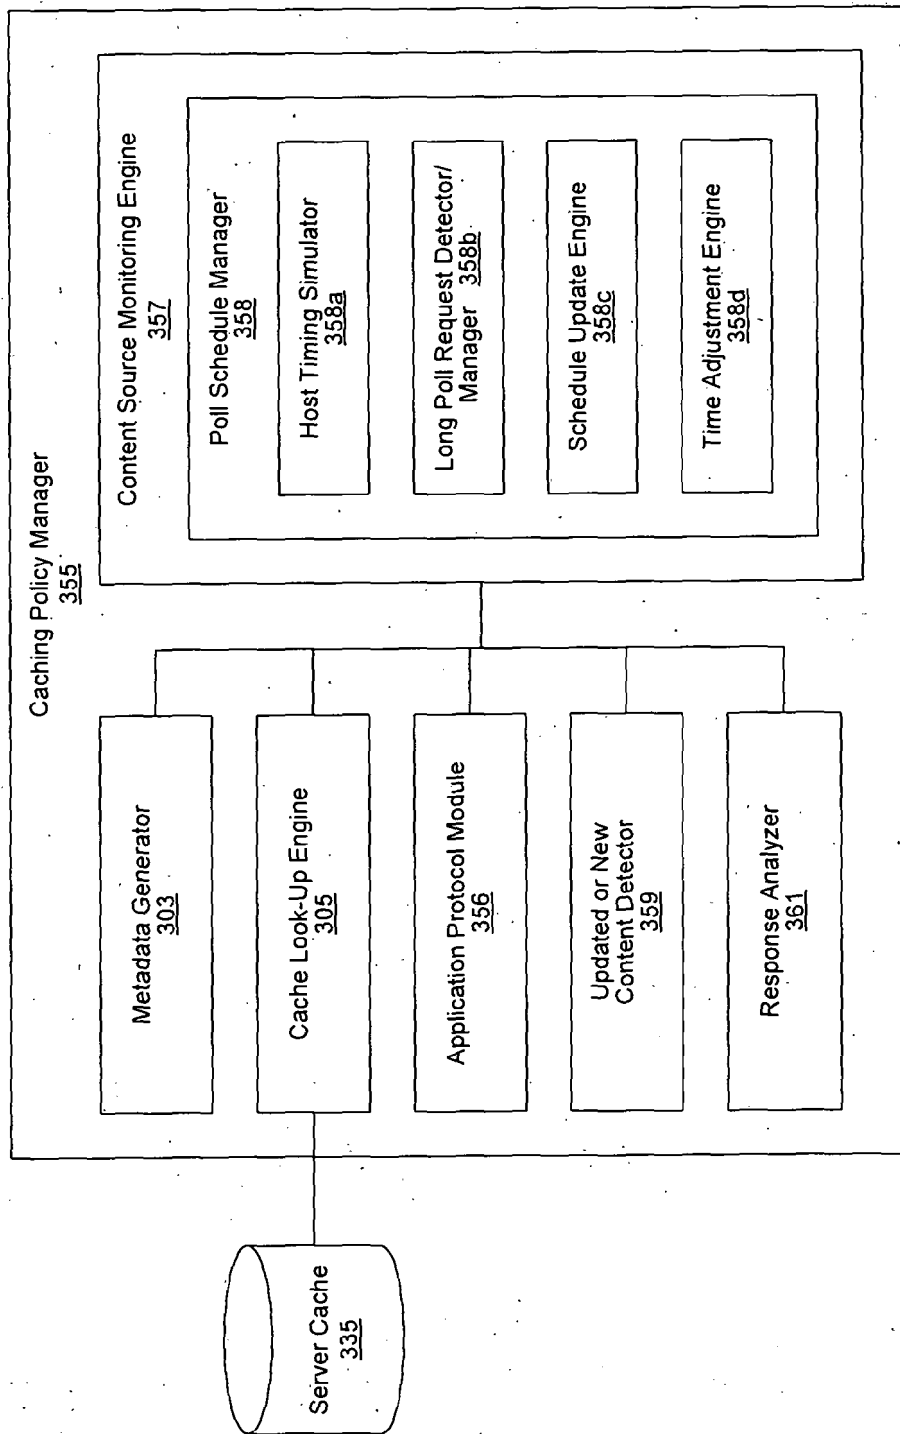 Caching Policy Manager
355
Metadata Generator
303
Cache Look-Up Engine
305
Application Protocol Module
356
Updated or New
Content Detector
359
Response Analyzer
361
Content Source Monitoring Engine
357
Poll Schedule Manager
358
Host Timing Simulator
358a
Long Poll Request Detector/
Manager 358b
Schedule Update Engine
358c
Time Adjustment Engine
358d
Server Cache
335